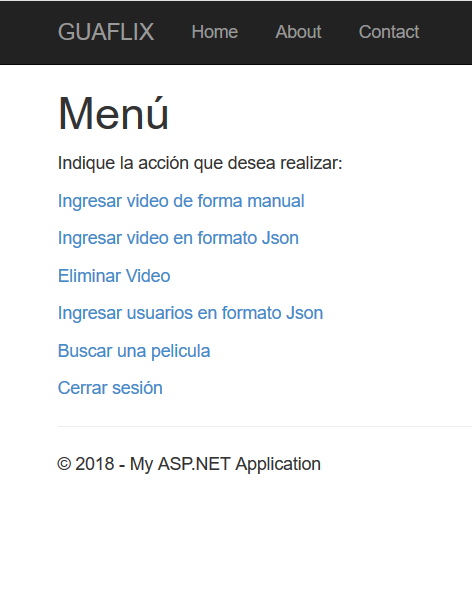 GUAFLIX Home About Contact
Menú
Indique la acción que desea realizar:
Ingresar video de forma manual
Ingresar video en formato Json
Eliminar Video
Ingresar usuarios en formato Json
Buscar una pelicula
Cerrar sesión
© 2018 - My ASP.NET Application